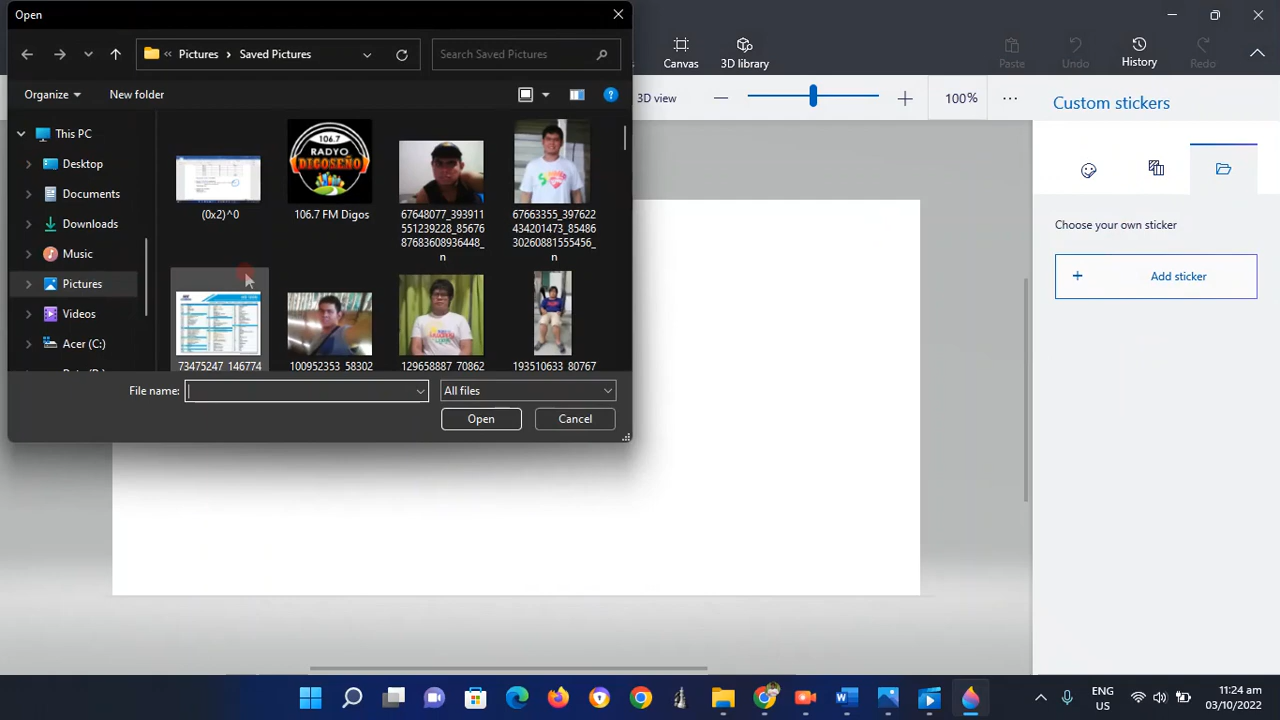 Open
Pictures › Saved Pictures
Search Saved Pictures
Organize
New folder
This PC
Desktop
Documents
Downloads
Music
Pictures
Videos
Acer (C:)
(0x2)^0
106.7
RADYO
DIGOSEÑO
106.7 FM Digos
67648077_393911
551239228_85676
87683608936448_
n
67663355_397622
434201473_85486
30260881555456_
n
73475247_146774
100952353_58302
129658887_70862
193510633_80767
File name:
All files
Open
Cancel
Canvas
3D library
Paste
Undo
History
Redo
3D view
100%
Custom stickers
Choose your own sticker
Add sticker
ENG
US
11:24 am
03/10/2022